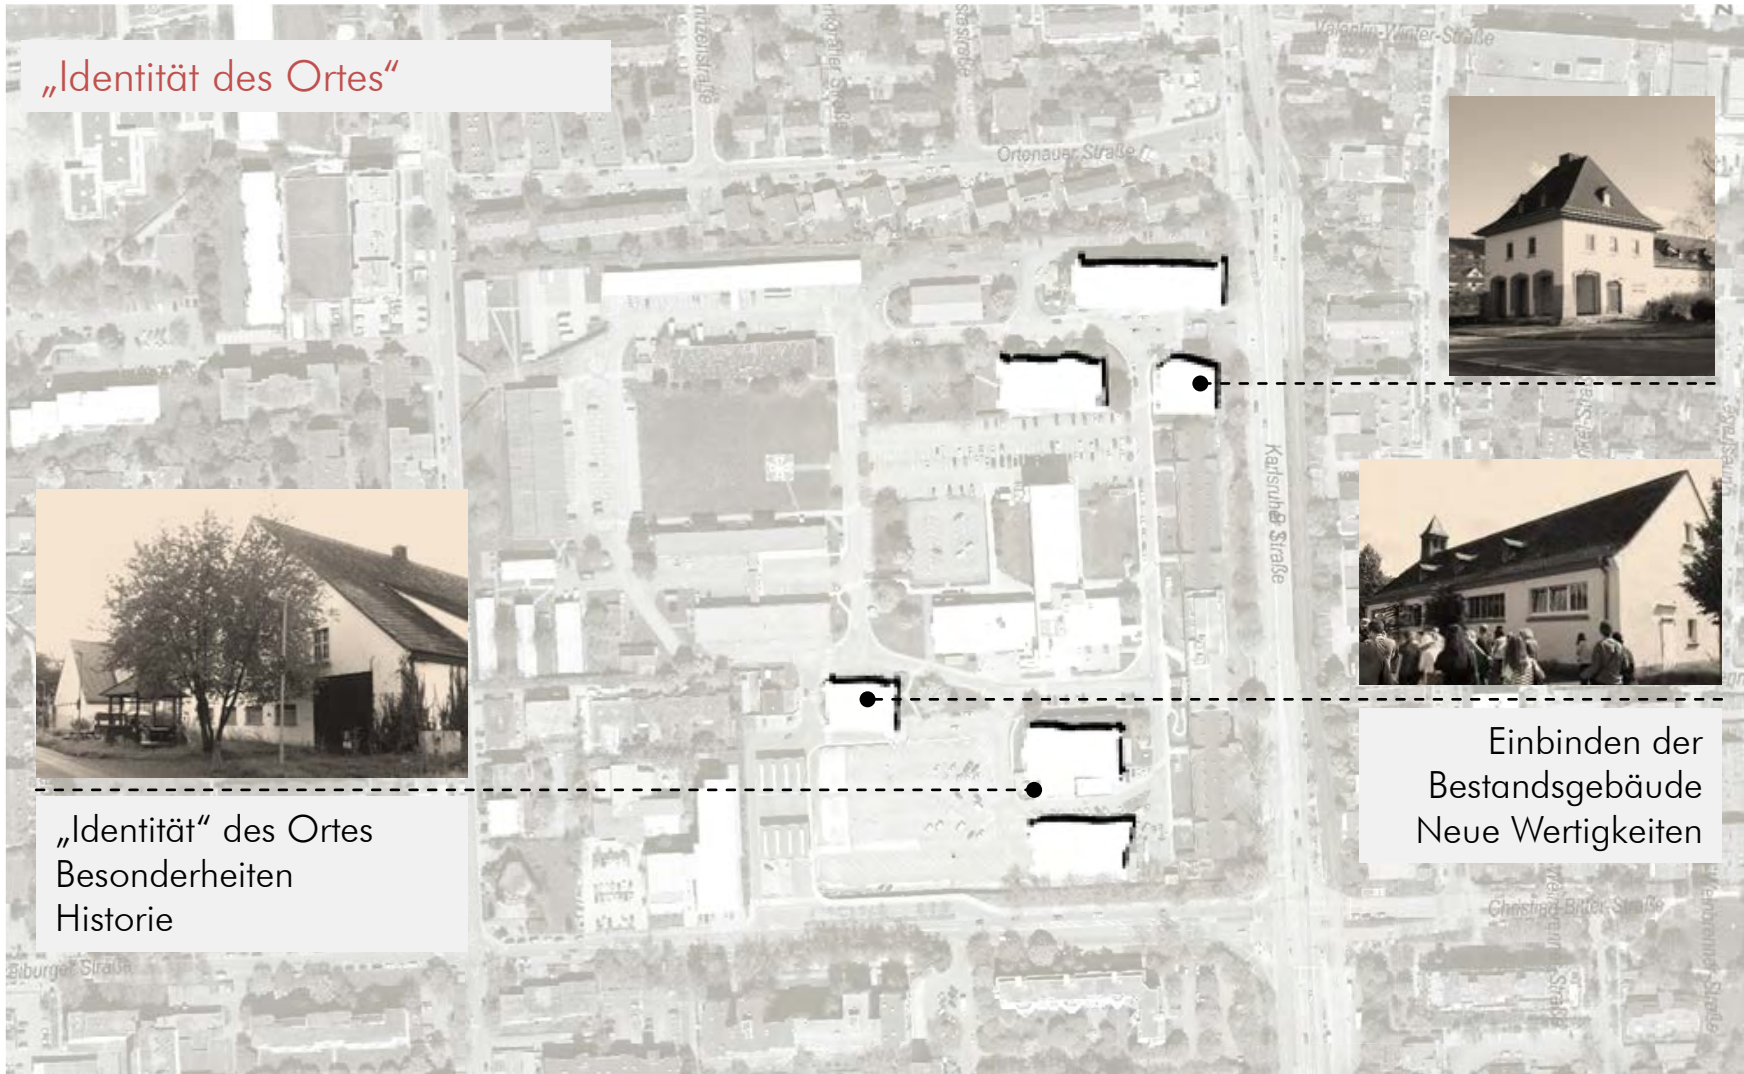 „Identität des Ortes“
Valentin-Winter-Straße
Ortenauer Straße
Karlsruher Straße
„Identität“ des Ortes
Besonderheiten
Historie
Einbinden der
Bestandsgebäude
Neue Wertigkeiten
Christian-Bitter-Straße